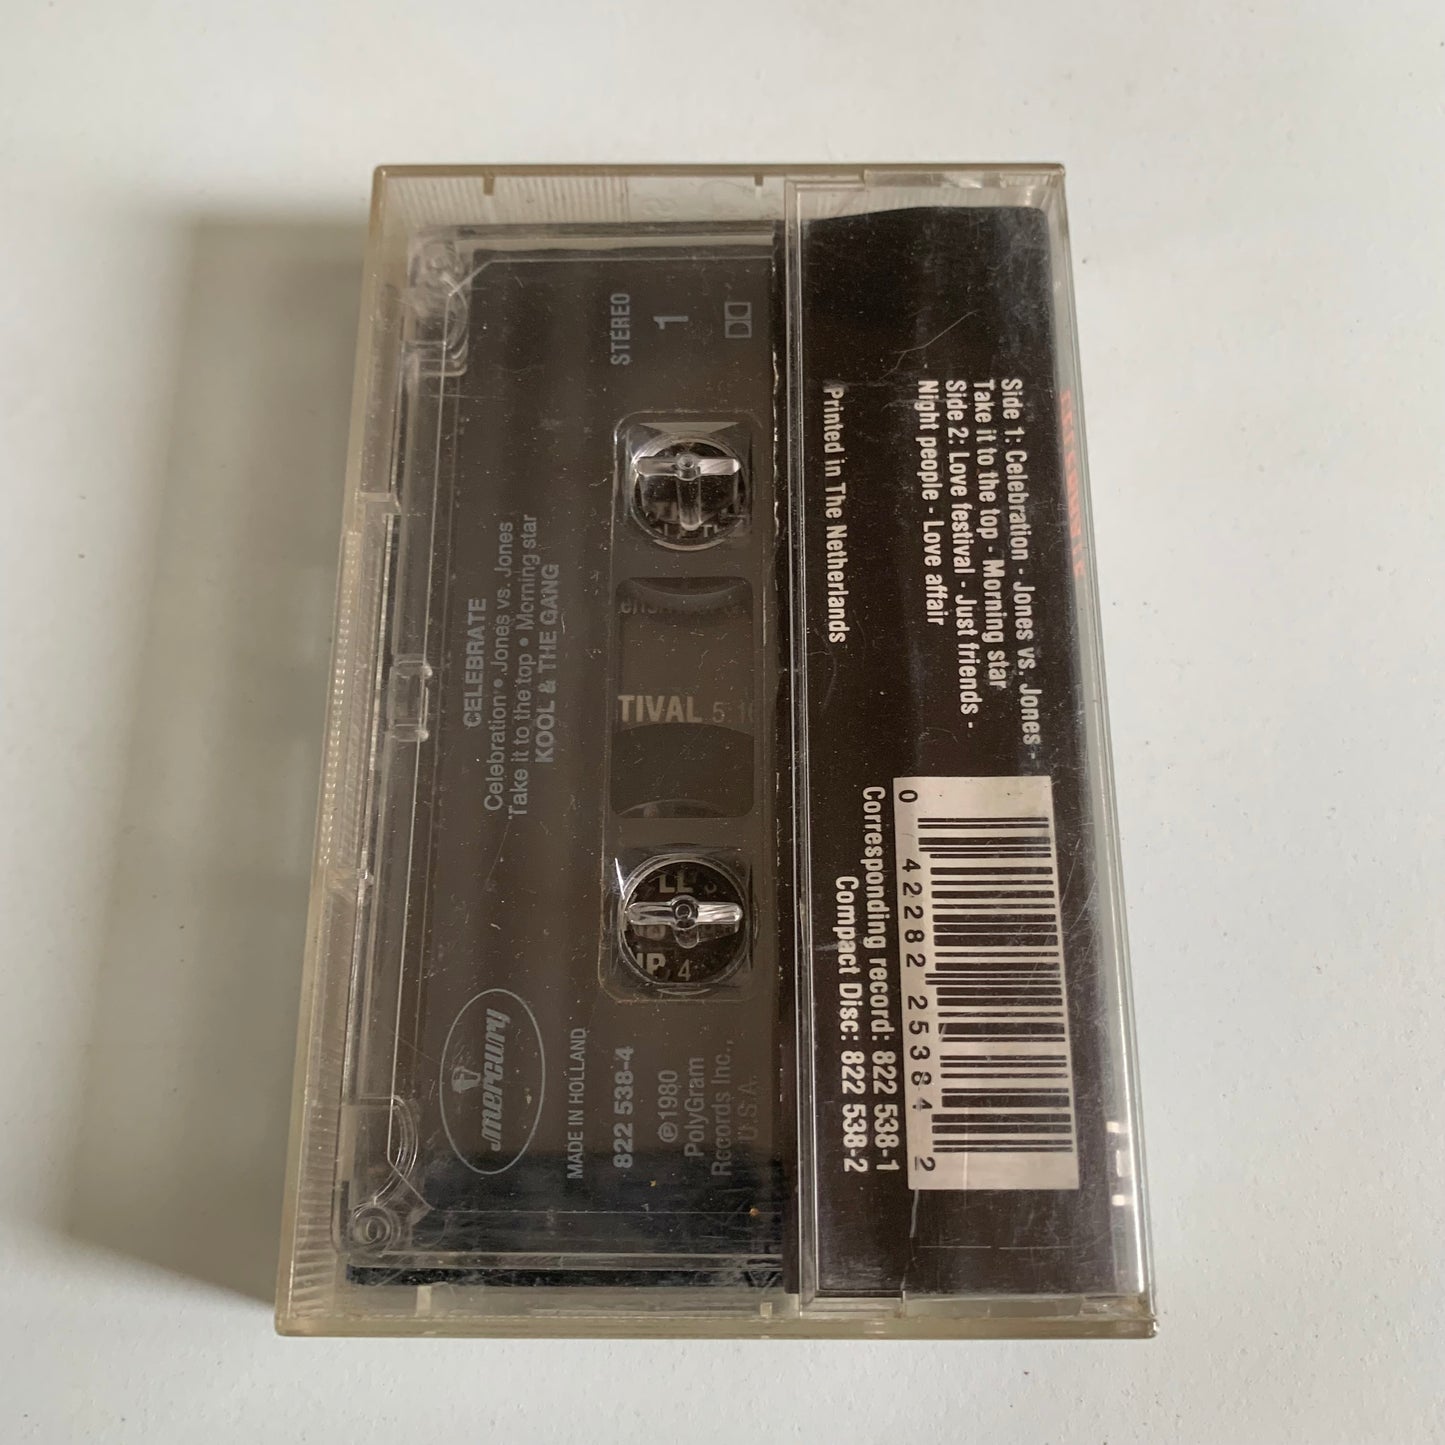 CELEBRATE
Celebration • Jones vs. Jones
Take it to the top • Morning star
KOOL & THE GANG
STEREO
1
TIVAL 5:1
mercury
MADE IN HOLLAND
822 538-4
℗1980
PolyGram
Records Inc.,
U.S.A.
Side 1: Celebration - Jones vs. Jones -
Take it to the top - Morning star
Side 2: Love festival - Just friends -
Night people - Love affair
Printed in The Netherlands
0 42282 25384 2
Corresponding record: 822 538-1
Compact Disc: 822 538-2